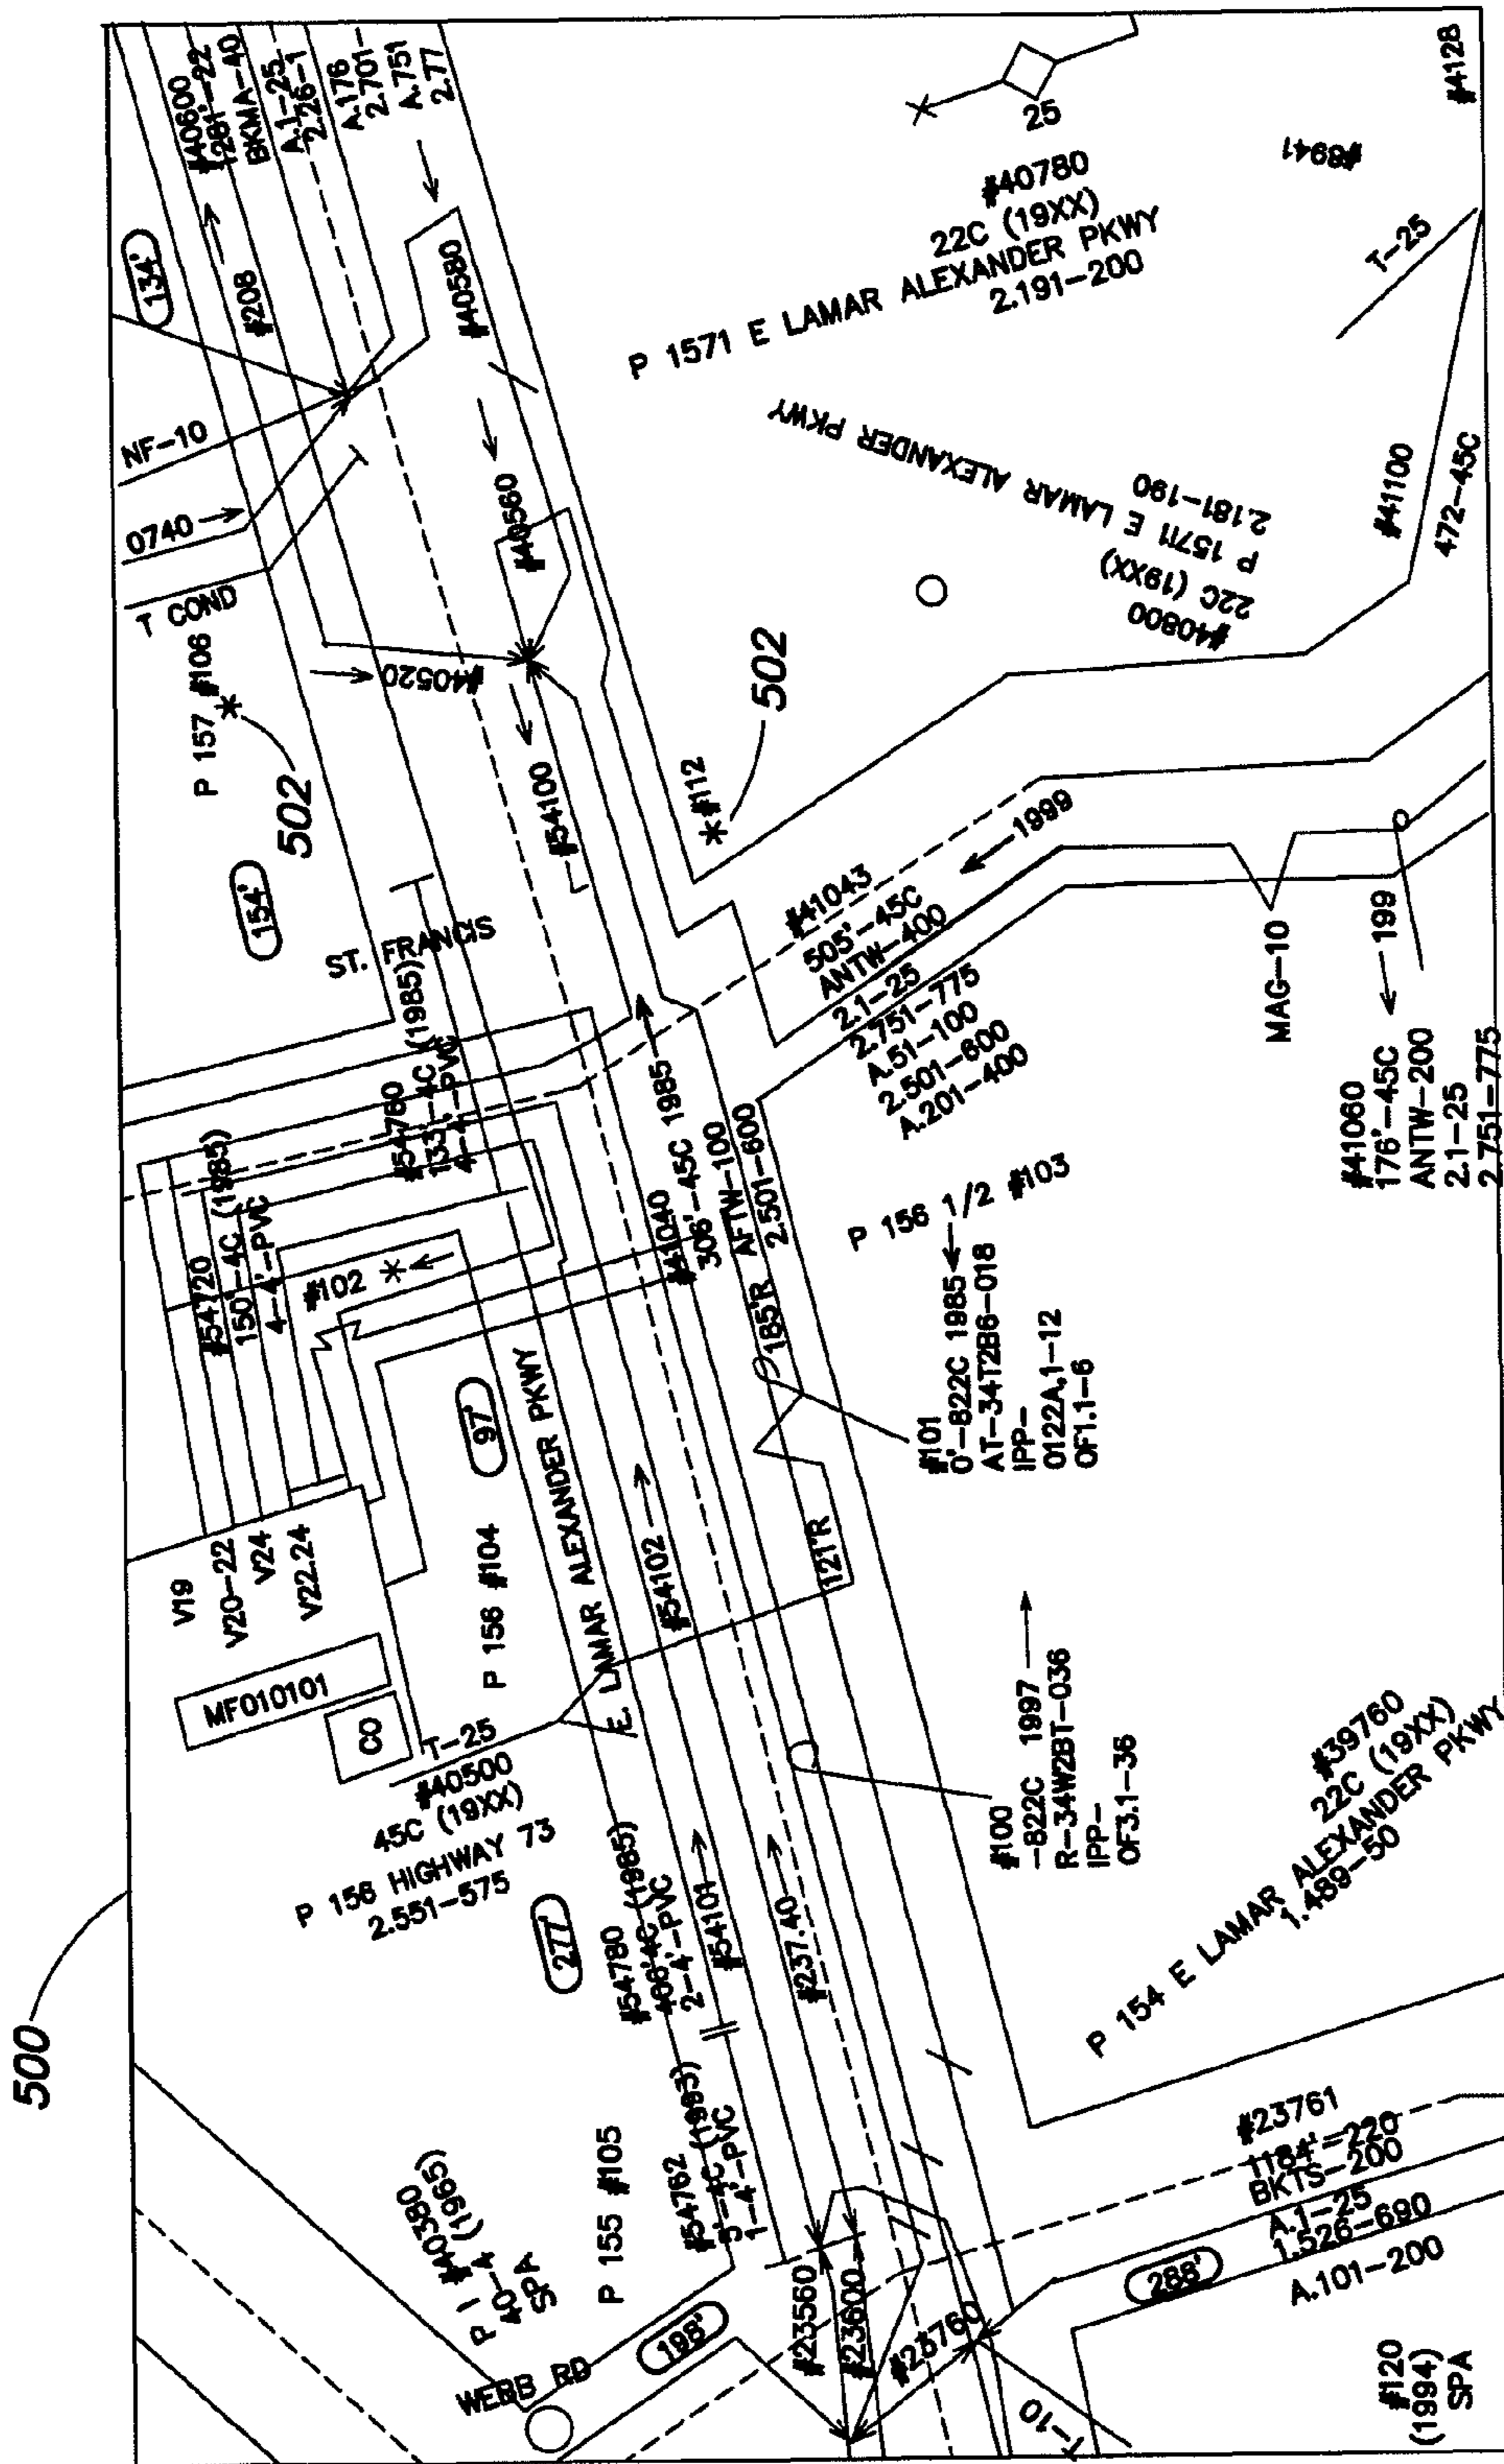 500
#40600
1281'-22
BKMA-40
A.1-25
2.26-1
A.176
2.701-
A.751
2.77
134'
#208
NF-10
0740
T COND
P 157 #106
502
154'
ST. FRANCIS
#40580
#40560
#40520
#54100
#112
502
25
#40780
22C (19XX)
P 1571 E LAMAR ALEXANDER PKWY
2.191-200
#40800
22C (19XX)
P 1571 E LAMAR ALEXANDER PKWY
2.181-190
#4128
#8941
T-25
#41100
472-45C
1999
#41043
505'-45C
ANTW-400
2.1-25
2.751-775
A.51-100
2.501-600
A.201-400
MAG-10
199
#41060
176'-45C
ANTW-200
2.1-25
2.751-775
#54760
133'-4C (1985)
4-4'-PVC
#54720
150'-4C (1985)
4-4'-PVC
#102
#41040
306'-45C 1985
AFTW-100
2.501-600
P 156 1/2 #103
185'R
#101
0'-822C 1985
AT-34T2B6-018
IPP-
0122A,1-12
OF1.1-6
97'
E. LAMAR ALEXANDER PKWY
P 156 #104
V19
V20-22
V24
V22.24
MF010101
CO
T-25
#40500
45C (19XX)
P 156 HIGHWAY 73
2.551-575
277'
#54102
121'R
#100
-822C 1997
R-34W2BT-036
IPP-
OF3.1-36
#54780
406'4C (1985)
2-4'-PVC
#54101
#237.40
#39760
22C (19XX)
P 154 E LAMAR ALEXANDER PKWY
1.489-50
P 1 #40380
40-A (1965)
SPA
P 155 #105
#54762
5'-4C (1993)
1-4'-PVC
WEBB RD
198'
#23560
#23600
#23760
T-10
288'
#23761
1184'-220
BKTS-200
A.1-25
1.526-690
A.101-200
#120
(1994)
SPA